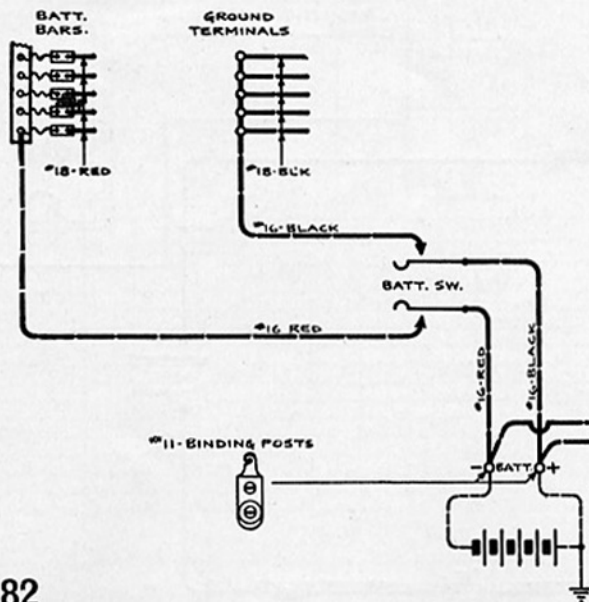 BATT.
BARS.
GROUND
TERMINALS
#18-RED
#18-BLK
#16-BLACK
BATT. SW.
#16 RED
#16-RED
#16-BLACK
#11-BINDING POSTS
- BATT. +
82